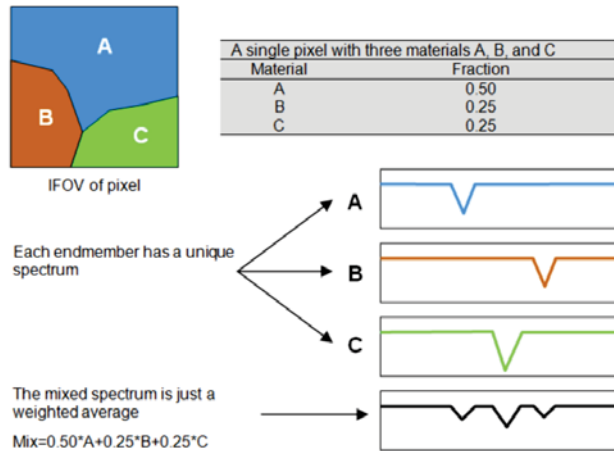 A
B
C
IFOV of pixel
A single pixel with three materials A, B, and C
Material Fraction
A 0.50
B 0.25
C 0.25
Each endmember has a unique
spectrum
A
B
C
The mixed spectrum is just a
weighted average
Mix=0.50*A+0.25*B+0.25*C